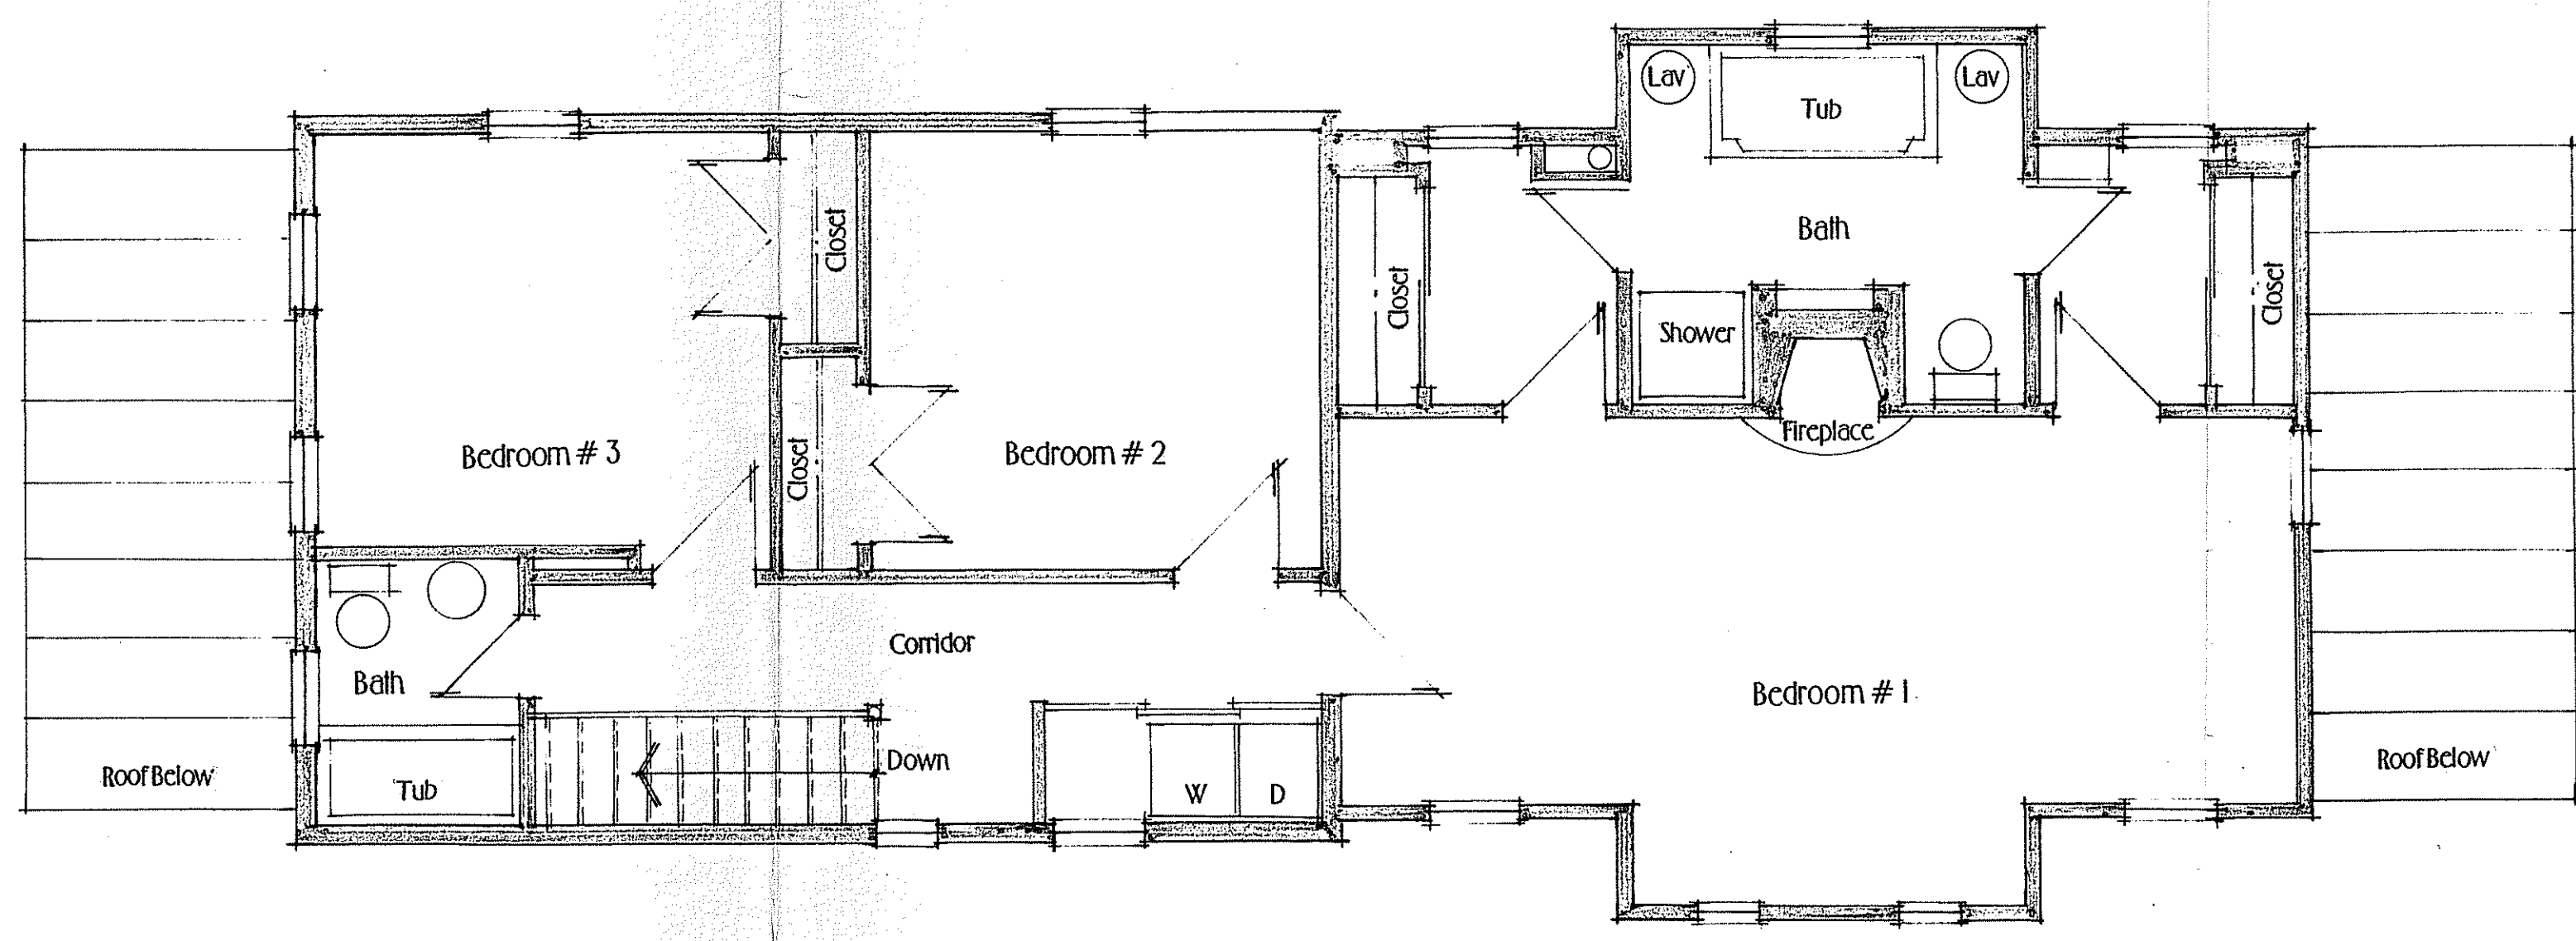 Lav
Lav
Tub
Closet
Bath
Closet
Closet
Shower
Fireplace
Bedroom # 3
Bedroom # 2
Closet
Corridor
Bath
Bedroom # 1
Down
Roof Below
Tub
W
D
Roof Below